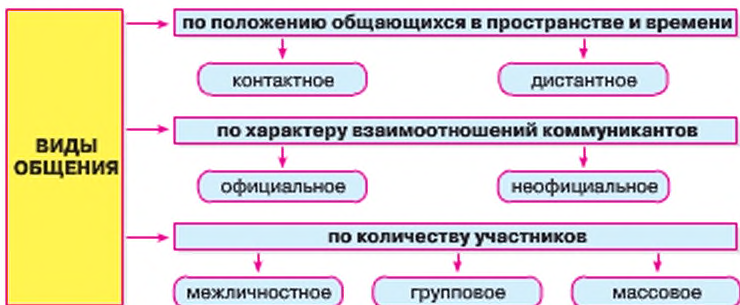 ВИДЫ
ОБЩЕНИЯ
по положению общающихся в пространстве и времени
контактное
дистантное
по характеру взаимоотношений коммуникантов
официальное
неофициальное
по количеству участников
межличностное
групповое
массовое